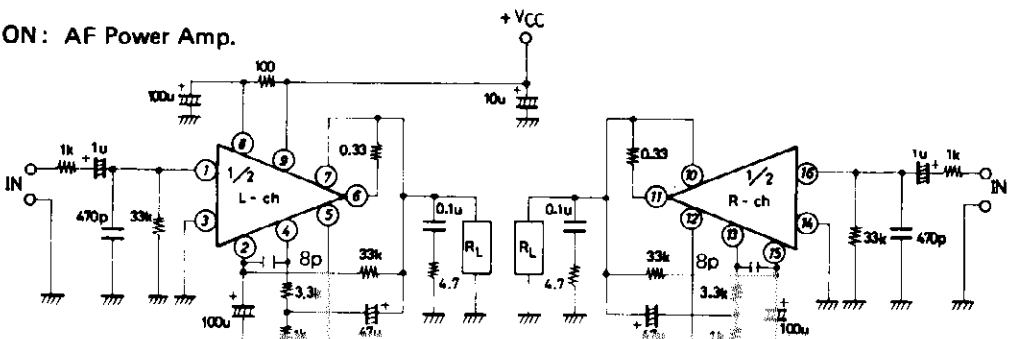 + VCC
ON: AF Power Amp.
100
100u
10u
8
9
1k
1u
1
1/2
7
0.33
0.33
10
1/2
16
1u
1k
IN
L - ch
6
11
R - ch
IN
3
5
12
14
470p
33k
4
0.1u
RL
RL
0.1u
13
33k
470p
2
8p
33k
4.7
4.7
33k
8p
15
3.3k
3.3k
100u
47u
100u
1k